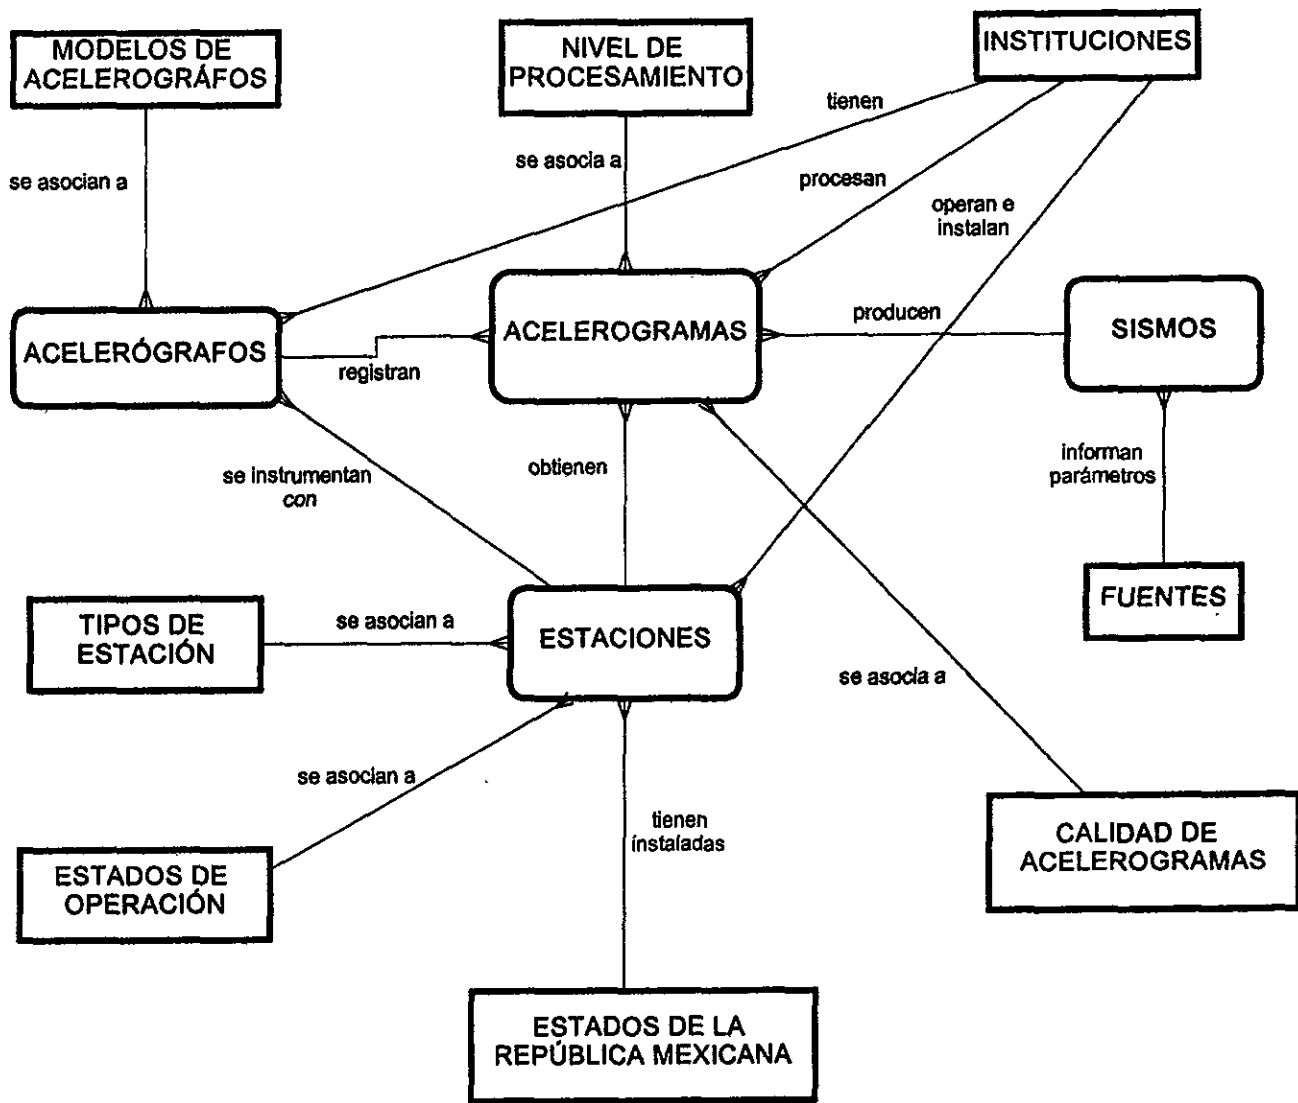 MODELOS DE
ACELEROGRÁFOS
NIVEL DE
PROCESAMIENTO
INSTITUCIONES
tienen
se asocian a
se asocia a
procesan
operan e
instalan
ACELERÓGRAFOS
registran
ACELEROGRAMAS
producen
SISMOS
se instrumentan
con
obtienen
informan
parámetros
TIPOS DE
ESTACIÓN
se asocian a
ESTACIONES
FUENTES
se asocia a
se asocian a
tienen
instaladas
ESTADOS DE
OPERACIÓN
CALIDAD DE
ACELEROGRAMAS
ESTADOS DE LA
REPÚBLICA MEXICANA